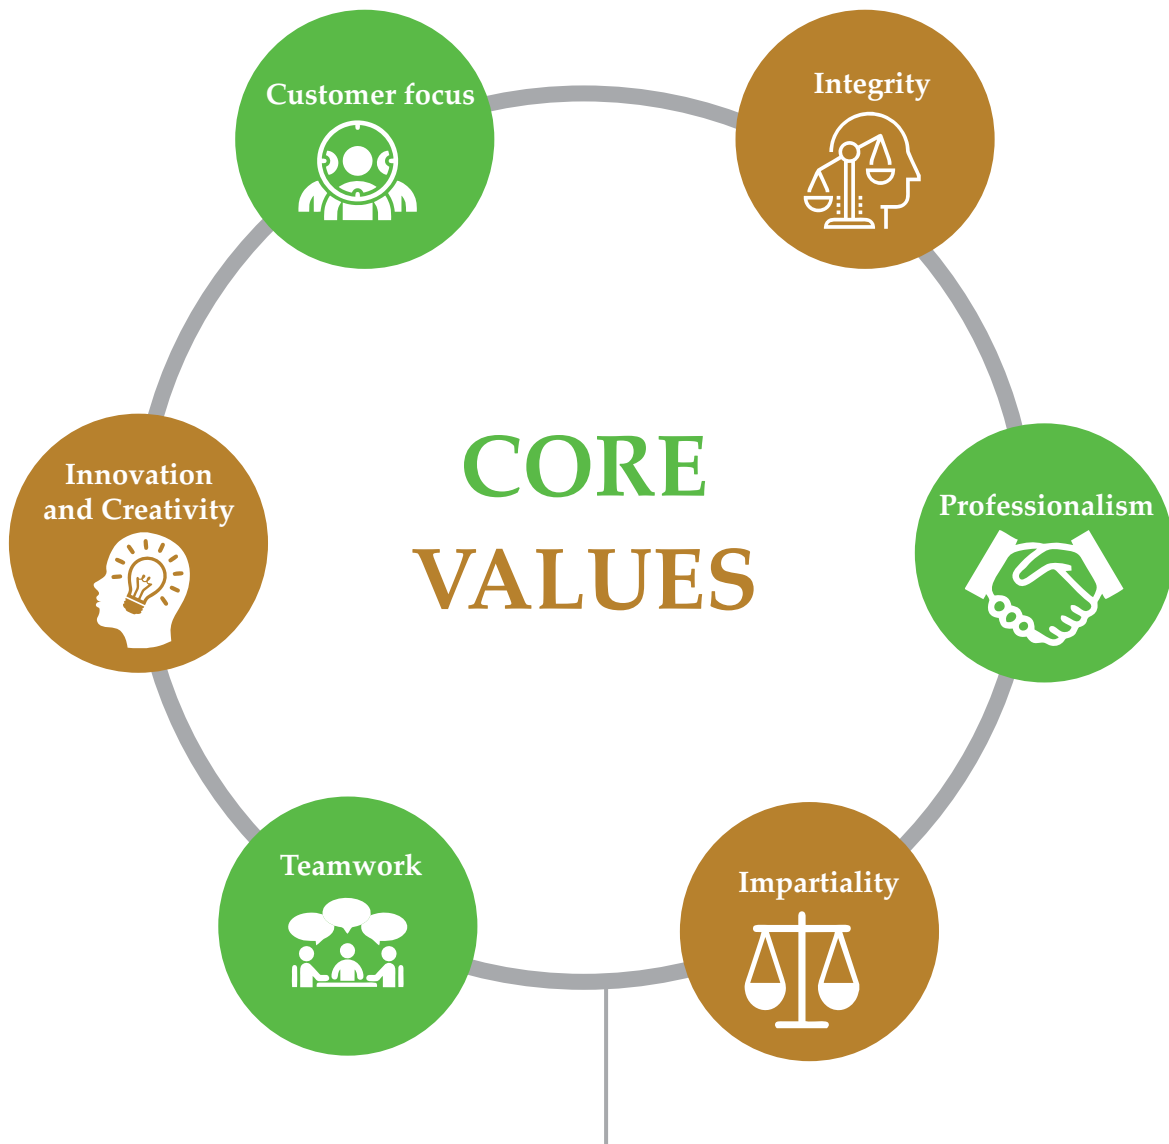 Customer focus
Integrity
Professionalism
Impartiality
Teamwork
Innovation
and Creativity
CORE
VALUES